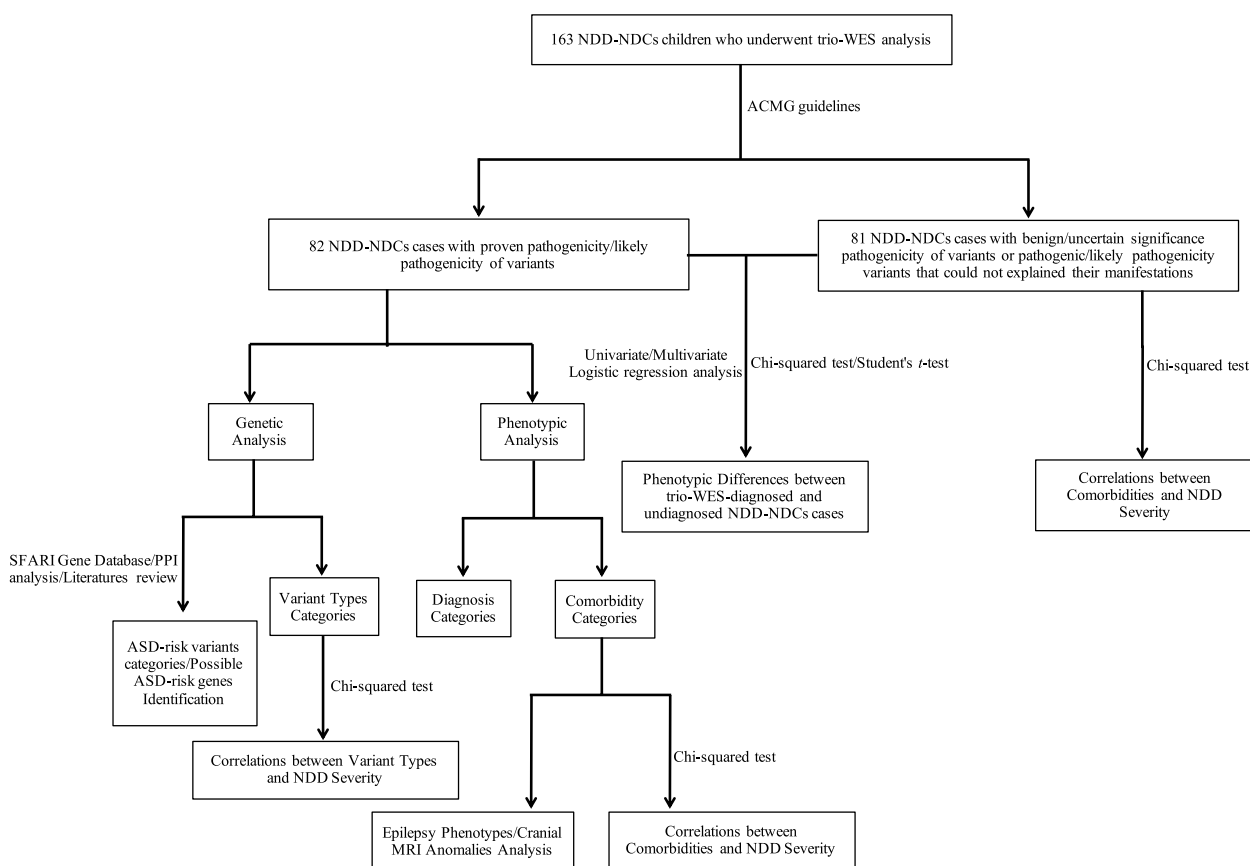 163 NDD-NDCs children who underwent trio-WES analysis
ACMG guidelines
82 NDD-NDCs cases with proven pathogenicity/likely
pathogenicity of variants
81 NDD-NDCs cases with benign/uncertain significance
pathogenicity of variants or pathogenic/likely pathogenicity
variants that could not explained their manifestations
Univariate/Multivariate
Logistic regression analysis
Chi-squared test/Student's t-test
Chi-squared test
Genetic
Analysis
Phenotypic
Analysis
Phenotypic Differences between
trio-WES-diagnosed and
undiagnosed NDD-NDCs cases
Correlations between
Comorbidities and NDD
Severity
SFARI Gene Database/PPI
analysis/Literatures review
Variant Types
Categories
Diagnosis
Categories
Comorbidity
Categories
ASD-risk variants
categories/Possible
ASD-risk genes
Identification
Chi-squared test
Correlations between Variant Types
and NDD Severity
Chi-squared test
Epilepsy Phenotypes/Cranial
MRI Anomalies Analysis
Correlations between
Comorbidities and NDD Severity